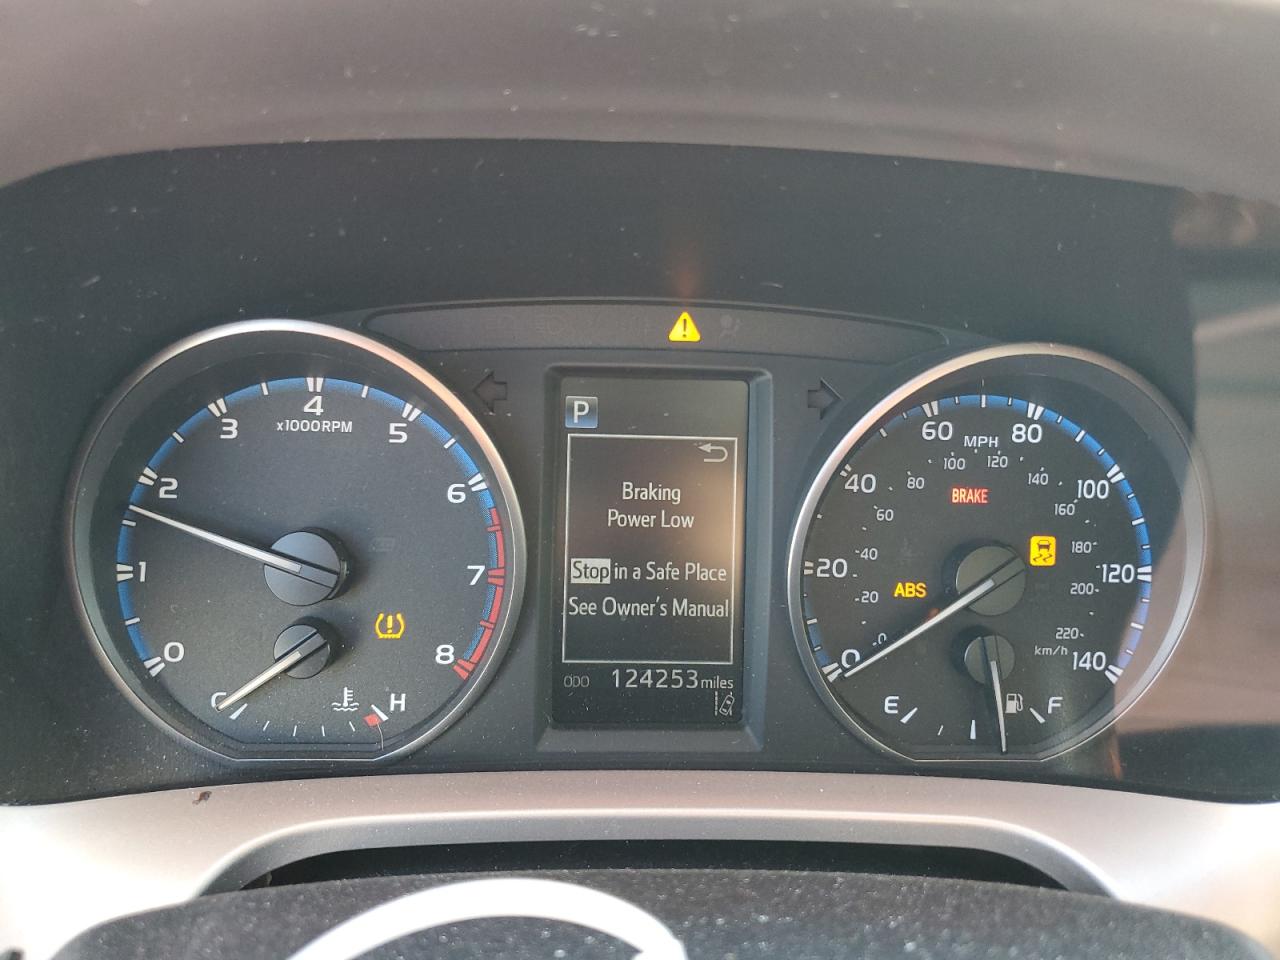 4
3
5
x1000RPM
2
6
1
7
0
8
C
H
P
Braking
Power Low
Stop in a Safe Place
See Owner's Manual
ODO 124253 miles
60
MPH
80
40
100
20
120
0
140
100
120
80
140
60
160
40
180
20
200
0
220
km/h
BRAKE
ABS
E
F